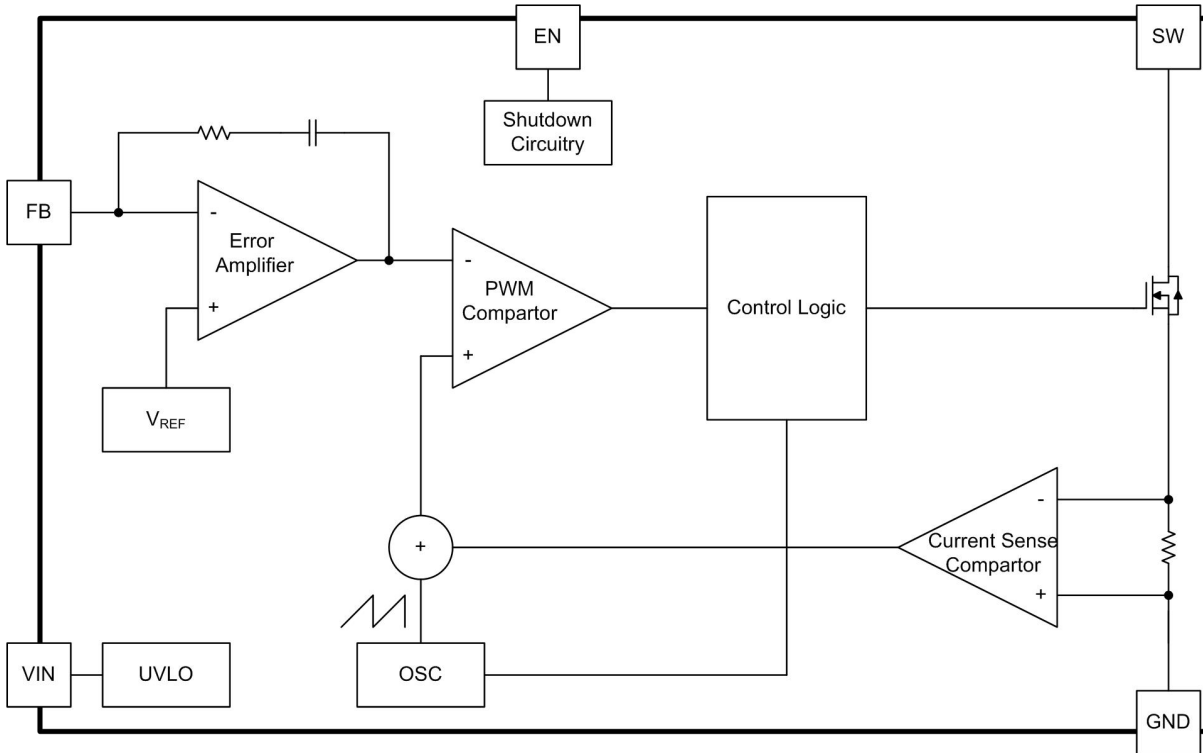 EN
SW
Shutdown
Circuitry
FB
-
Error
Amplifier
+
-
PWM
Compartor
+
Control Logic
VREF
-
Current Sense
Compartor
+
+
VIN
UVLO
OSC
GND